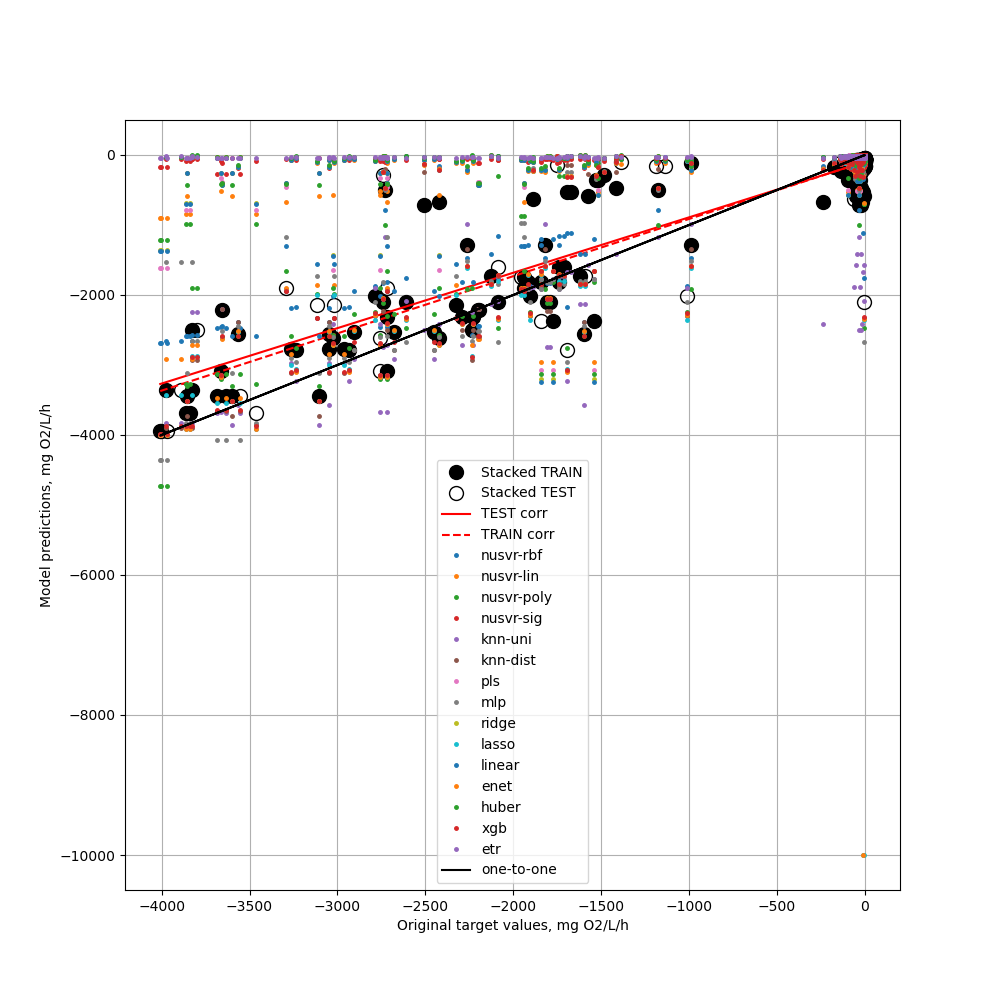 0
−2000
−4000
−6000
−8000
−10000
Model predictions, mg O2/L/h
Stacked TRAIN
Stacked TEST
TEST corr
TRAIN corr
nusvr-rbf
nusvr-lin
nusvr-poly
nusvr-sig
knn-uni
knn-dist
pls
mlp
ridge
lasso
linear
enet
huber
xgb
etr
one-to-one
−4000 −3500 −3000 −2500 −2000 −1500 −1000 −500 0
Original target values, mg O2/L/h